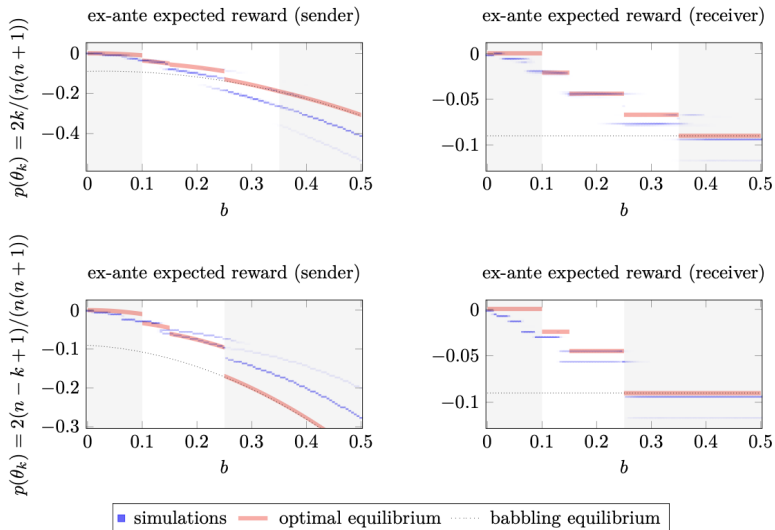 ex-ante expected reward (sender)
ex-ante expected reward (receiver)
p(θ_k) = 2k/(n(n + 1))
0
−0.2
−0.4
0 0.1 0.2 0.3 0.4 0.5
b
0
−0.05
−0.1
0 0.1 0.2 0.3 0.4 0.5
b
ex-ante expected reward (sender)
ex-ante expected reward (receiver)
p(θ_k) = 2(n − k + 1)/(n(n + 1))
0
−0.1
−0.2
−0.3
0 0.1 0.2 0.3 0.4 0.5
b
0
−0.05
−0.1
0 0.1 0.2 0.3 0.4 0.5
b
simulations optimal equilibrium babbling equilibrium